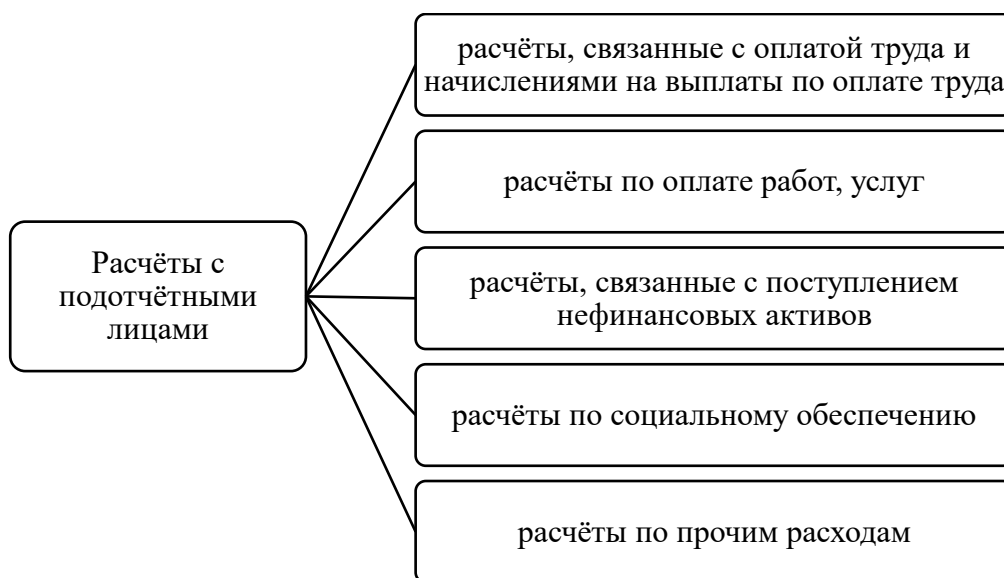 Расчёты с
подотчётными
лицами
расчёты, связанные с оплатой труда и
начислениями на выплаты по оплате труда
расчёты по оплате работ, услуг
расчёты, связанные с поступлением
нефинансовых активов
расчёты по социальному обеспечению
расчёты по прочим расходам